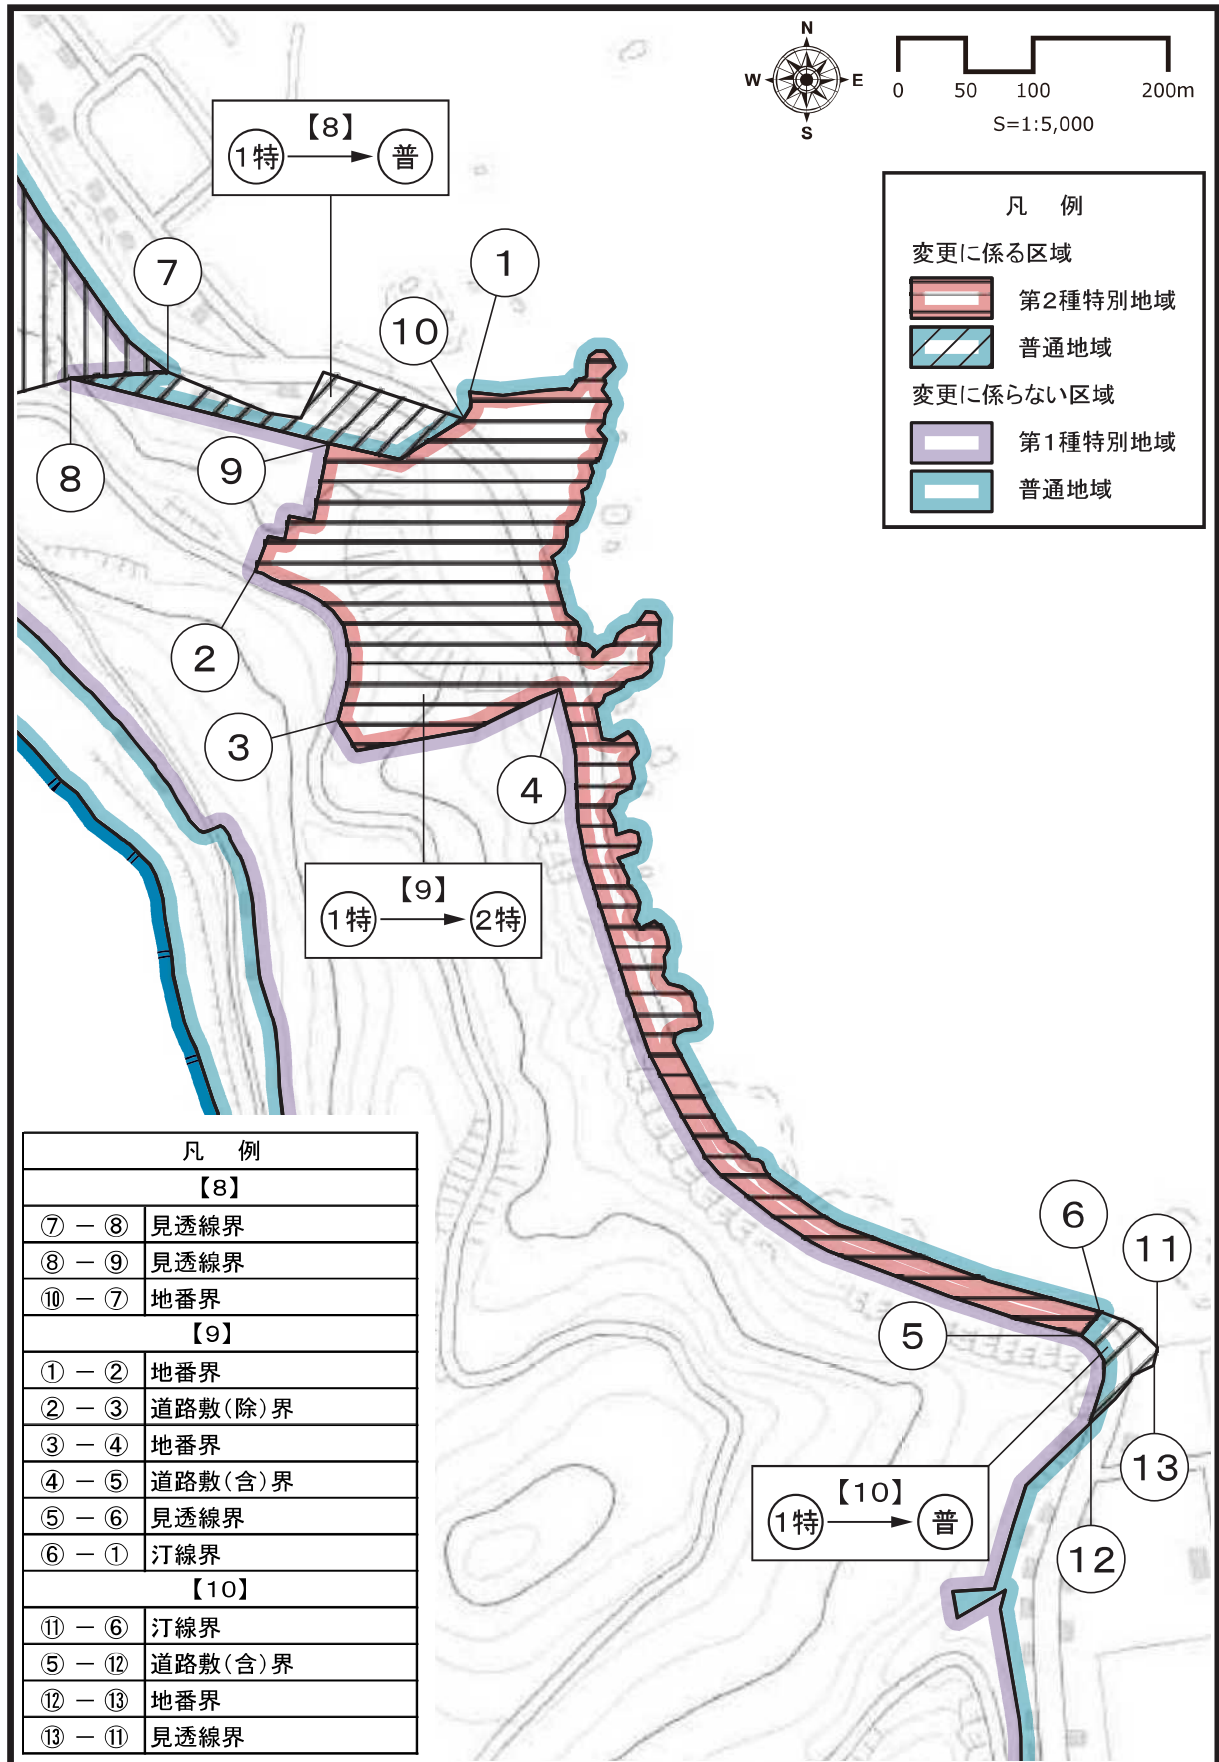 N
W E
S
0 50 100 200m
S=1:5,000
凡 例
変更に係る区域
第2種特別地域
普通地域
変更に係らない区域
第1種特別地域
普通地域
【8】
1特 普
7
1
10
8
9
2
3
4
【9】
1特 2特
6
11
5
13
【10】
1特 普
12
凡 例
【8】
⑦ － ⑧ 見透線界
⑧ － ⑨ 見透線界
⑩ － ⑦ 地番界
【9】
① － ② 地番界
② － ③ 道路敷(除)界
③ － ④ 地番界
④ － ⑤ 道路敷(含)界
⑤ － ⑥ 見透線界
⑥ － ① 汀線界
【10】
⑪ － ⑥ 汀線界
⑤ － ⑫ 道路敷(含)界
⑫ － ⑬ 地番界
⑬ － ⑪ 見透線界